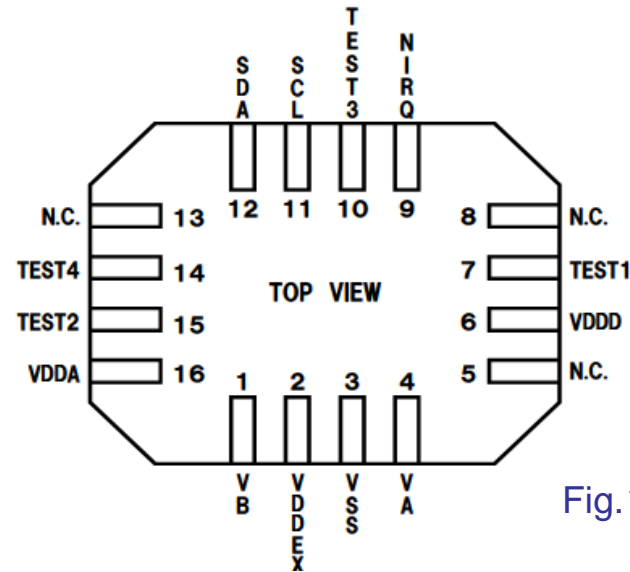 SDA SCL TEST3 NIRQ
12 11 10 9
N.C. 13 8 N.C.
TEST4 14 7 TEST1
TOP VIEW
TEST2 15 6 VDDD
VDDA 16 5 N.C.
1 2 3 4
VB VDDEX VSS VA
Fig.